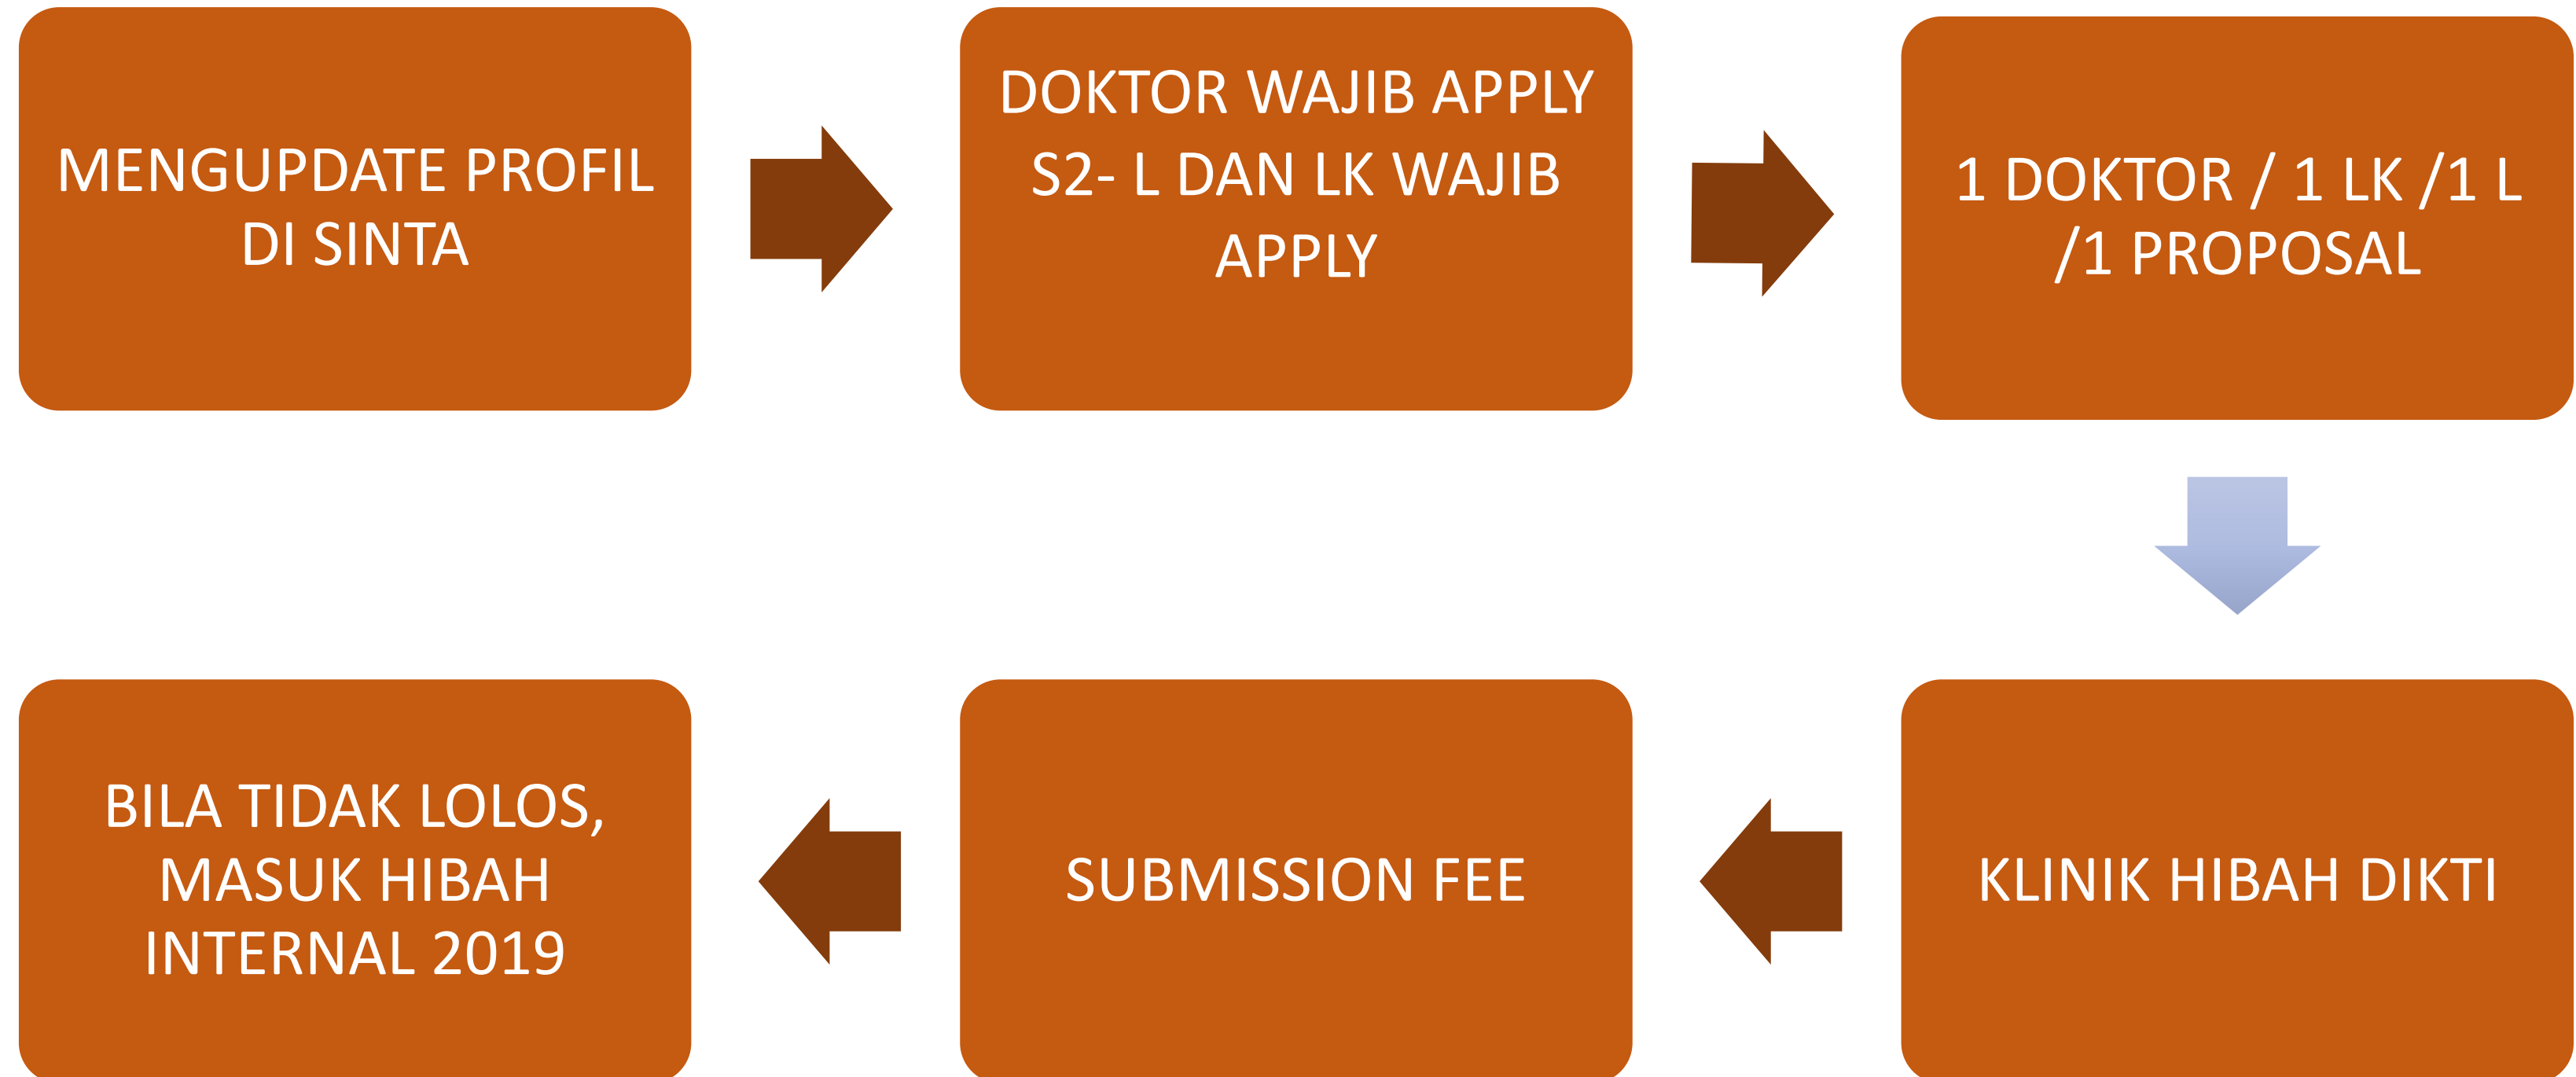 MENGUPDATE PROFIL
DI SINTA
DOKTOR WAJIB APPLY
S2- L DAN LK WAJIB
APPLY
1 DOKTOR / 1 LK /1 L
/1 PROPOSAL
KLINIK HIBAH DIKTI
SUBMISSION FEE
BILA TIDAK LOLOS,
MASUK HIBAH
INTERNAL 2019